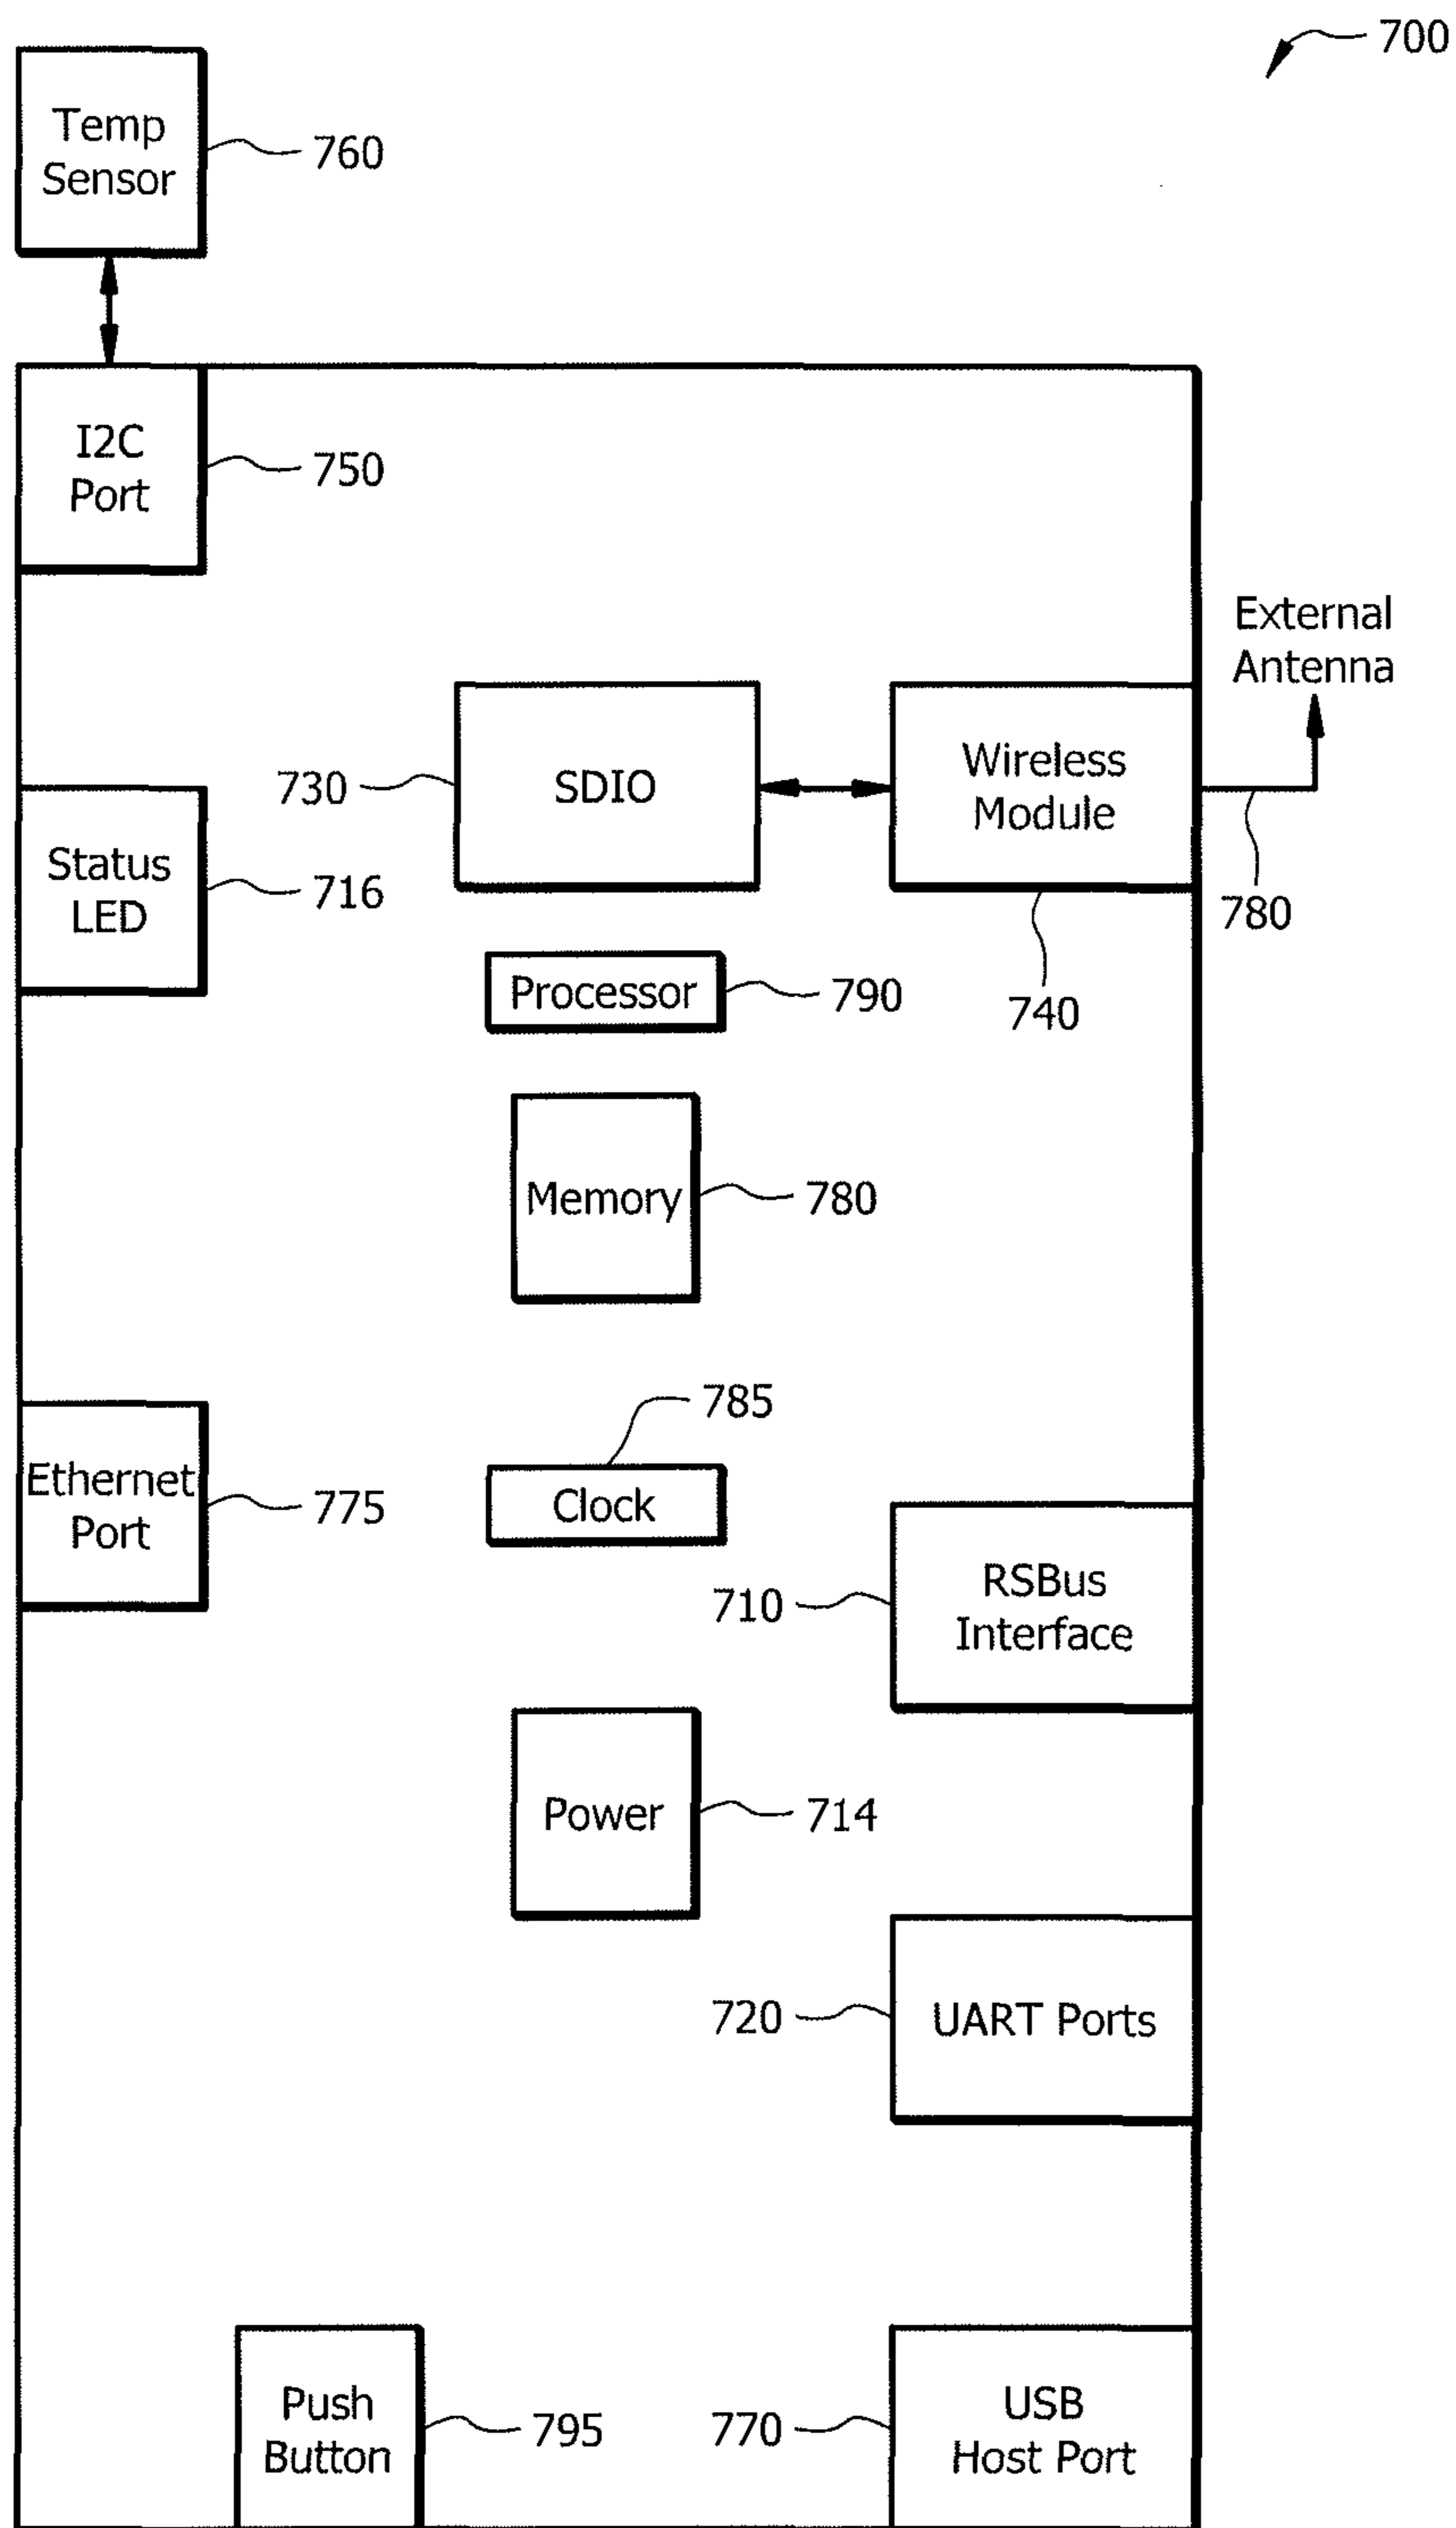 700
Temp
Sensor
760
I2C
Port
750
External
Antenna
730
SDIO
Wireless
Module
780
Status
LED
716
740
Processor
790
Memory
780
785
Ethernet
Port
775
Clock
710
RSBus
Interface
Power
714
720
UART Ports
Push
Button
795
770
USB
Host Port